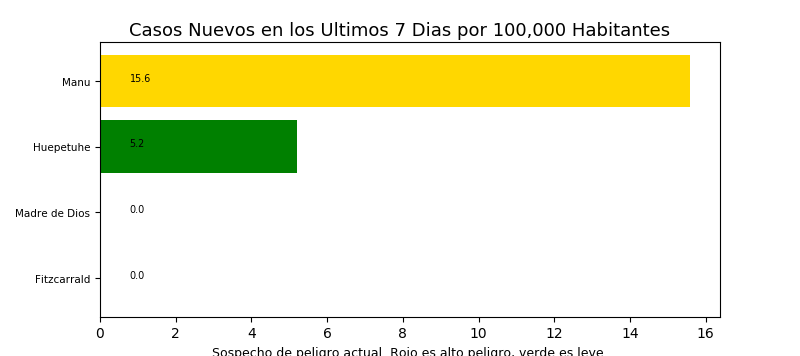 Casos Nuevos en los Ultimos 7 Dias por 100,000 Habitantes
Manu
15.6
Huepetuhe
5.2
Madre de Dios
0.0
Fitzcarrald
0.0
0 2 4 6 8 10 12 14 16
Sospecho de peligro actual. Rojo es alto peligro, verde es leve